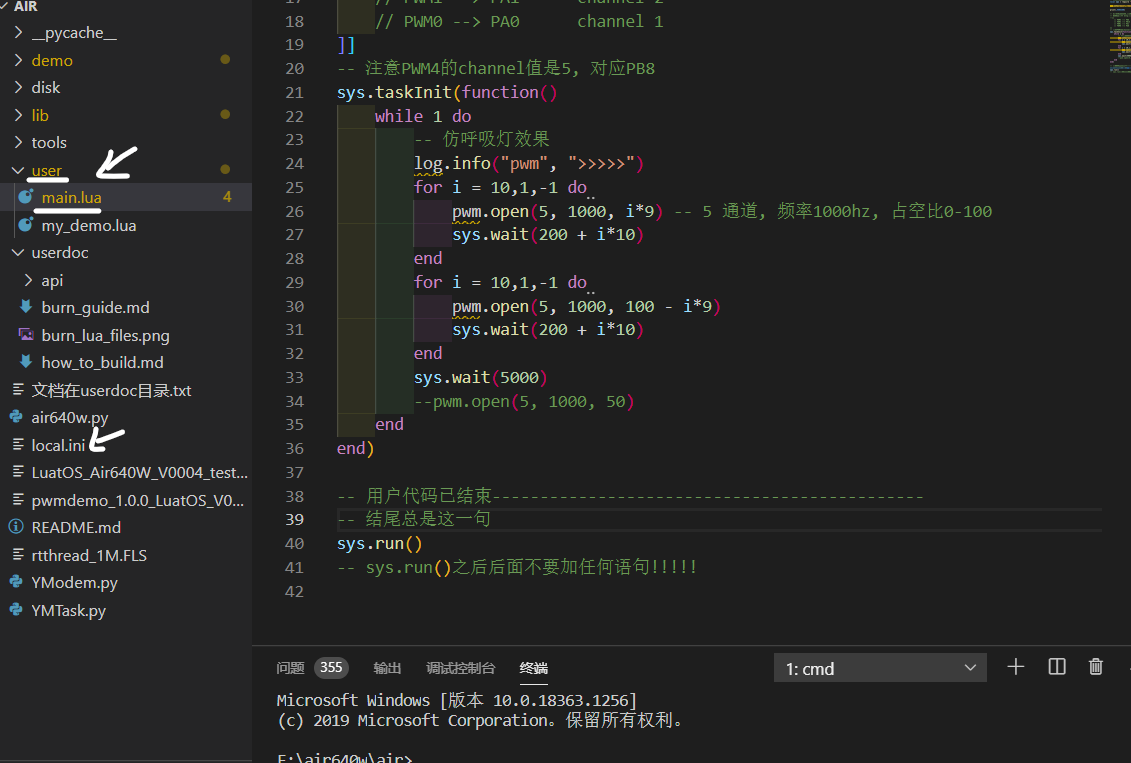 AIR
__pycache__
demo
disk
lib
tools
user
main.lua 4
my_demo.lua
userdoc
api
burn_guide.md
burn_lua_files.png
how_to_build.md
文档在userdoc目录.txt
air640w.py
local.ini
LuatOS_Air640W_V0004_test...
pwmdemo_1.0.0_LuatOS_V0...
README.md
rtthread_1M.FLS
YModem.py
YMTask.py
18 // PWM0 --> PA0 channel 1
19 ]]
20 -- 注意PWM4的channel值是5, 对应PB8
21 sys.taskInit(function()
22 while 1 do
23 -- 仿呼吸灯效果
24 log.info("pwm", ">>>>>")
25 for i = 10,1,-1 do
26 pwm.open(5, 1000, i*9) -- 5 通道, 频率1000hz, 占空比0-100
27 sys.wait(200 + i*10)
28 end
29 for i = 10,1,-1 do
30 pwm.open(5, 1000, 100 - i*9)
31 sys.wait(200 + i*10)
32 end
33 sys.wait(5000)
34 --pwm.open(5, 1000, 50)
35 end
36 end)
37
38 -- 用户代码已结束---------------------------------------------
39 -- 结尾总是这一句
40 sys.run()
41 -- sys.run()之后后面不要加任何语句!!!!!
42
问题 355 输出 调试控制台 终端 1: cmd
Microsoft Windows [版本 10.0.18363.1256]
(c) 2019 Microsoft Corporation。保留所有权利。
F:\air640w\air>